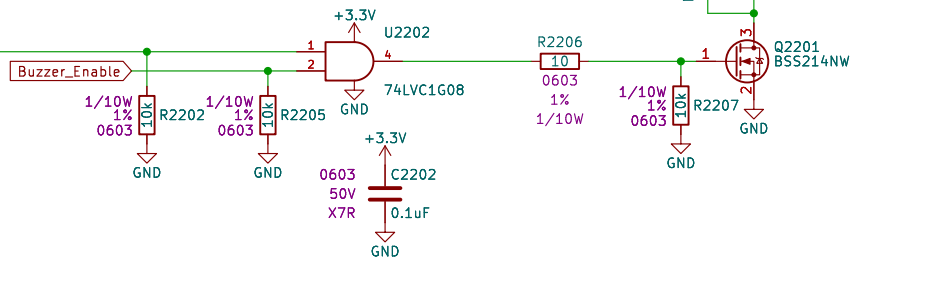 +3.3V
U2202
1
2
4
74LVC1G08
GND
Buzzer_Enable
1/10W
1%
0603
10k
R2202
GND
1/10W
1%
0603
10k
R2205
GND
+3.3V
0603
50V
X7R
C2202
0.1uF
GND
R2206
10
0603
1%
1/10W
1/10W
1%
0603
10k
R2207
GND
3
1
2
Q2201
BSS214NW
GND